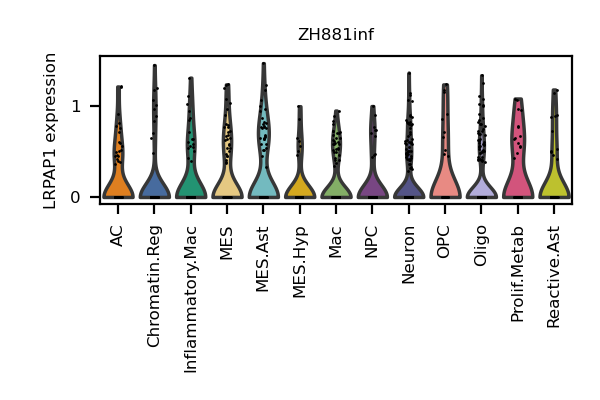 ZH881inf
LRPAP1 expression
1
0
AC
Chromatin.Reg
Inflammatory.Mac
MES
MES.Ast
MES.Hyp
Mac
NPC
Neuron
OPC
Oligo
Prolif.Metab
Reactive.Ast